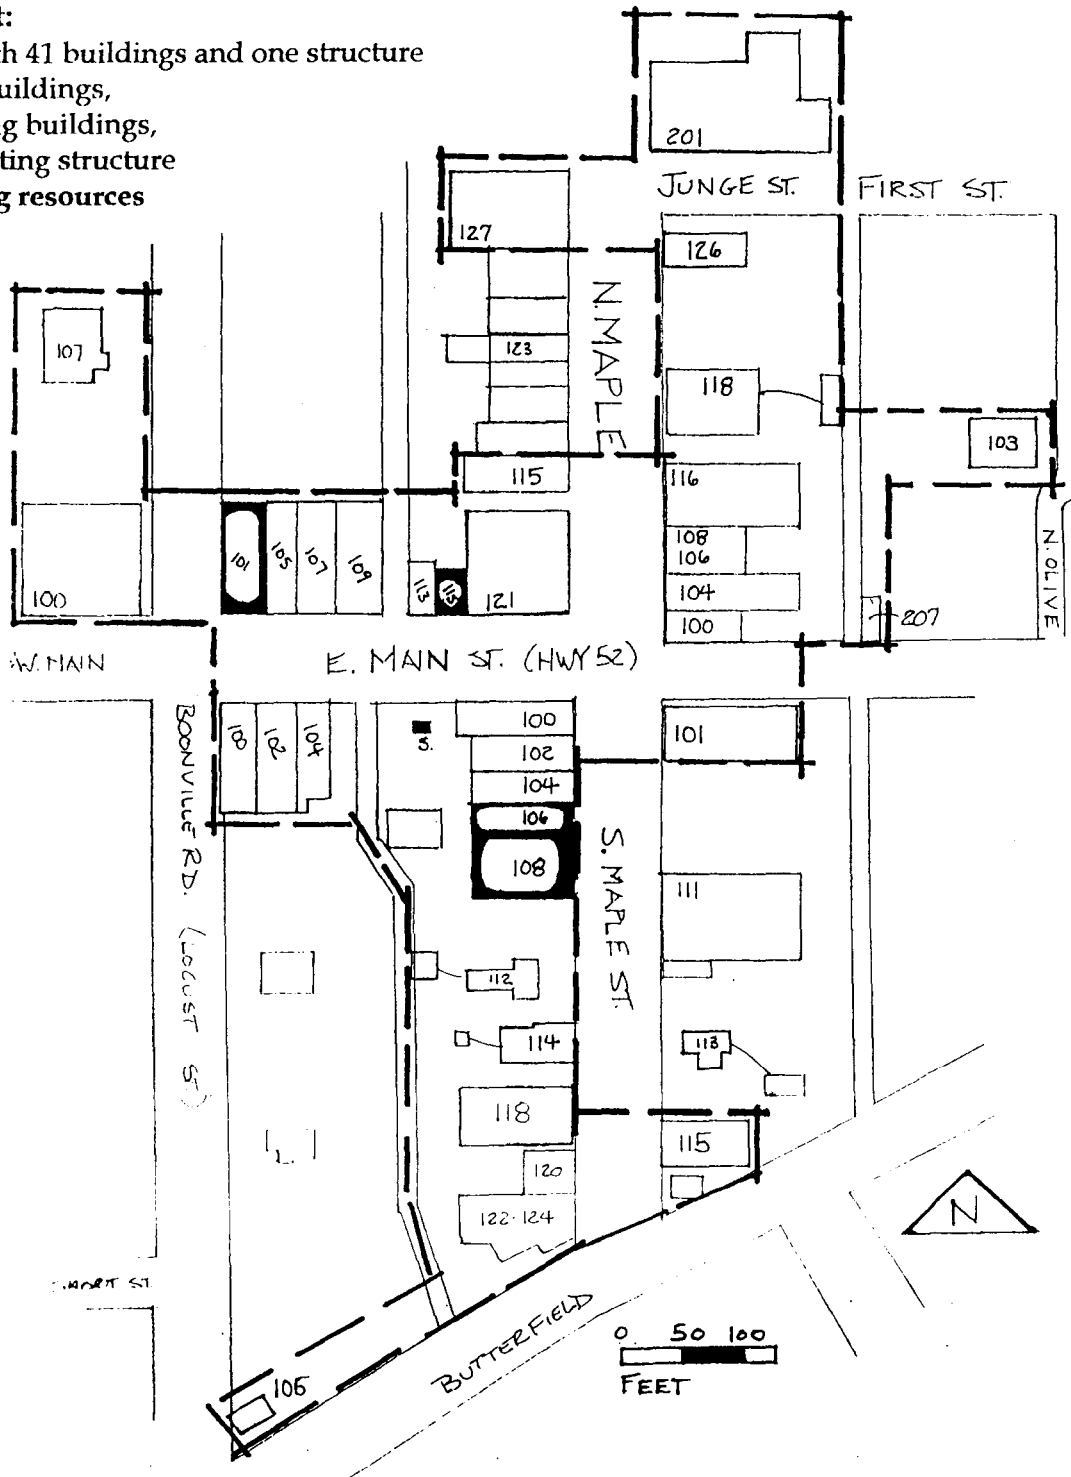 t:
h 41 buildings and one structure
uildings,
g buildings,
ting structure
g resources
201
JUNGE ST. FIRST ST.
127
126
N. MAPLE
107
123
118
103
115
116
101
105
107
109
113
115
121
108
106
104
100
207
N. OLIVE
100
W. MAIN
E. MAIN ST. (HWY 52)
BOONVILLE RD. (LOCUST ST.)
100
102
104
S.
100
102
104
106
108
101
S. MAPLE ST.
111
112
114
113
118
115
120
122-124
N
BUTTERFIELD
106
0 50 100
FEET